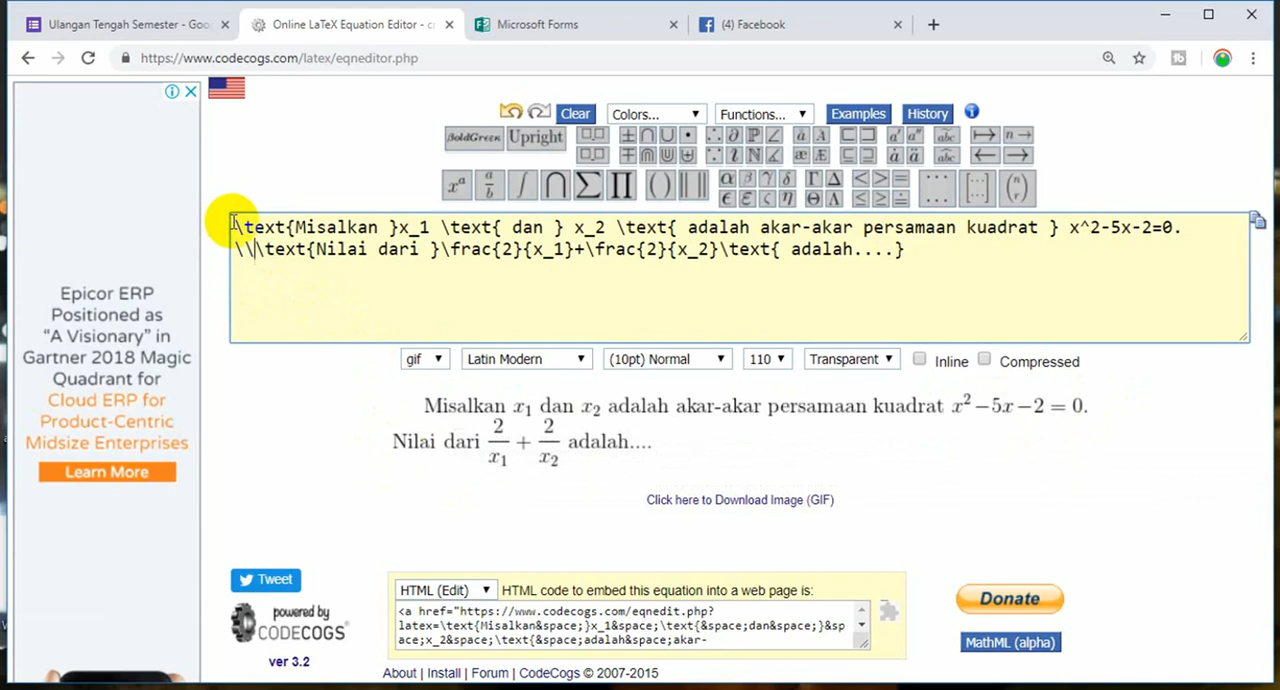 Ulangan Tengah Semester - Goo
Online LaTeX Equation Editor - cr
Microsoft Forms
(4) Facebook
https://www.codecogs.com/latex/eqneditor.php
Clear
Colors...
Functions...
Examples
History
BoldGreek
Upright
\text{Misalkan }x_1 \text{ dan } x_2 \text{ adalah akar-akar persamaan kuadrat } x^2-5x-2=0.
\\\text{Nilai dari }\frac{2}{x_1}+\frac{2}{x_2}\text{ adalah....}
gif
Latin Modern
(10pt) Normal
110
Transparent
Inline
Compressed
Misalkan x₁ dan x₂ adalah akar-akar persamaan kuadrat x²−5x−2 = 0.
Nilai dari 2/x₁ + 2/x₂ adalah....
Click here to Download Image (GIF)
Epicor ERP
Positioned as
“A Visionary” in
Gartner 2018 Magic
Quadrant for
Cloud ERP for
Product-Centric
Midsize Enterprises
Learn More
Tweet
powered by
CODECOGS
ver 3.2
HTML (Edit)
HTML code to embed this equation into a web page is:
<a href="https://www.codecogs.com/eqnedit.php?
latex=\text{Misalkan&space;}x_1&space;\text{&space;dan&space;}&sp
ace;x_2&space;\text{&space;adalah&space;akar-
Donate
MathML (alpha)
About | Install | Forum | CodeCogs © 2007-2015